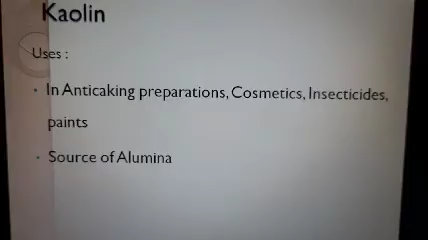 Kaolin
Uses :
• In Anticaking preparations, Cosmetics, Insecticides,
paints
• Source of Alumina